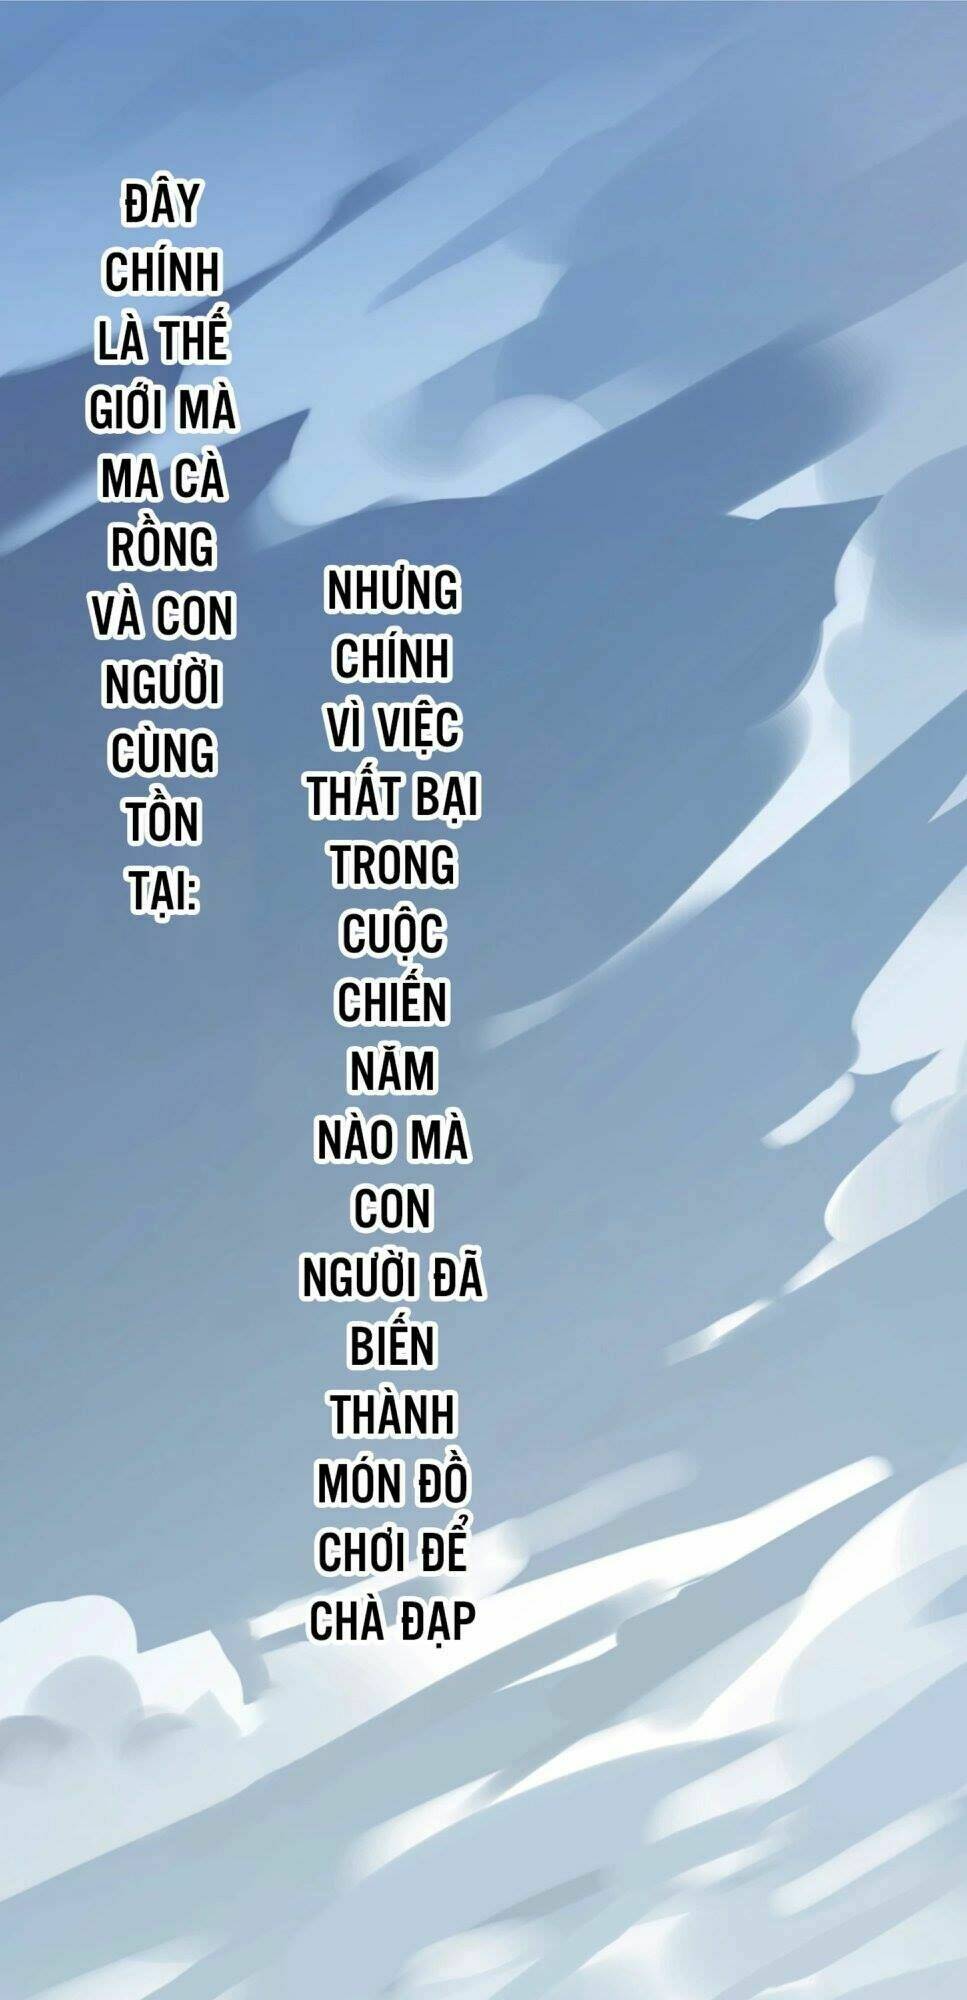 ĐÂY
CHÍNH
LÀ THẾ
GIỚI MÀ
MA CÀ
RỒNG
VÀ CON
NGƯỜI
CÙNG
TỒN
TẠI:
NHƯNG
CHÍNH
VÌ VIỆC
THẤT BẠI
TRONG
CUỘC
CHIẾN
NĂM
NÀO MÀ
CON
NGƯỜI ĐÃ
BIẾN
THÀNH
MÓN ĐỒ
CHƠI ĐỂ
CHÀ ĐẠP